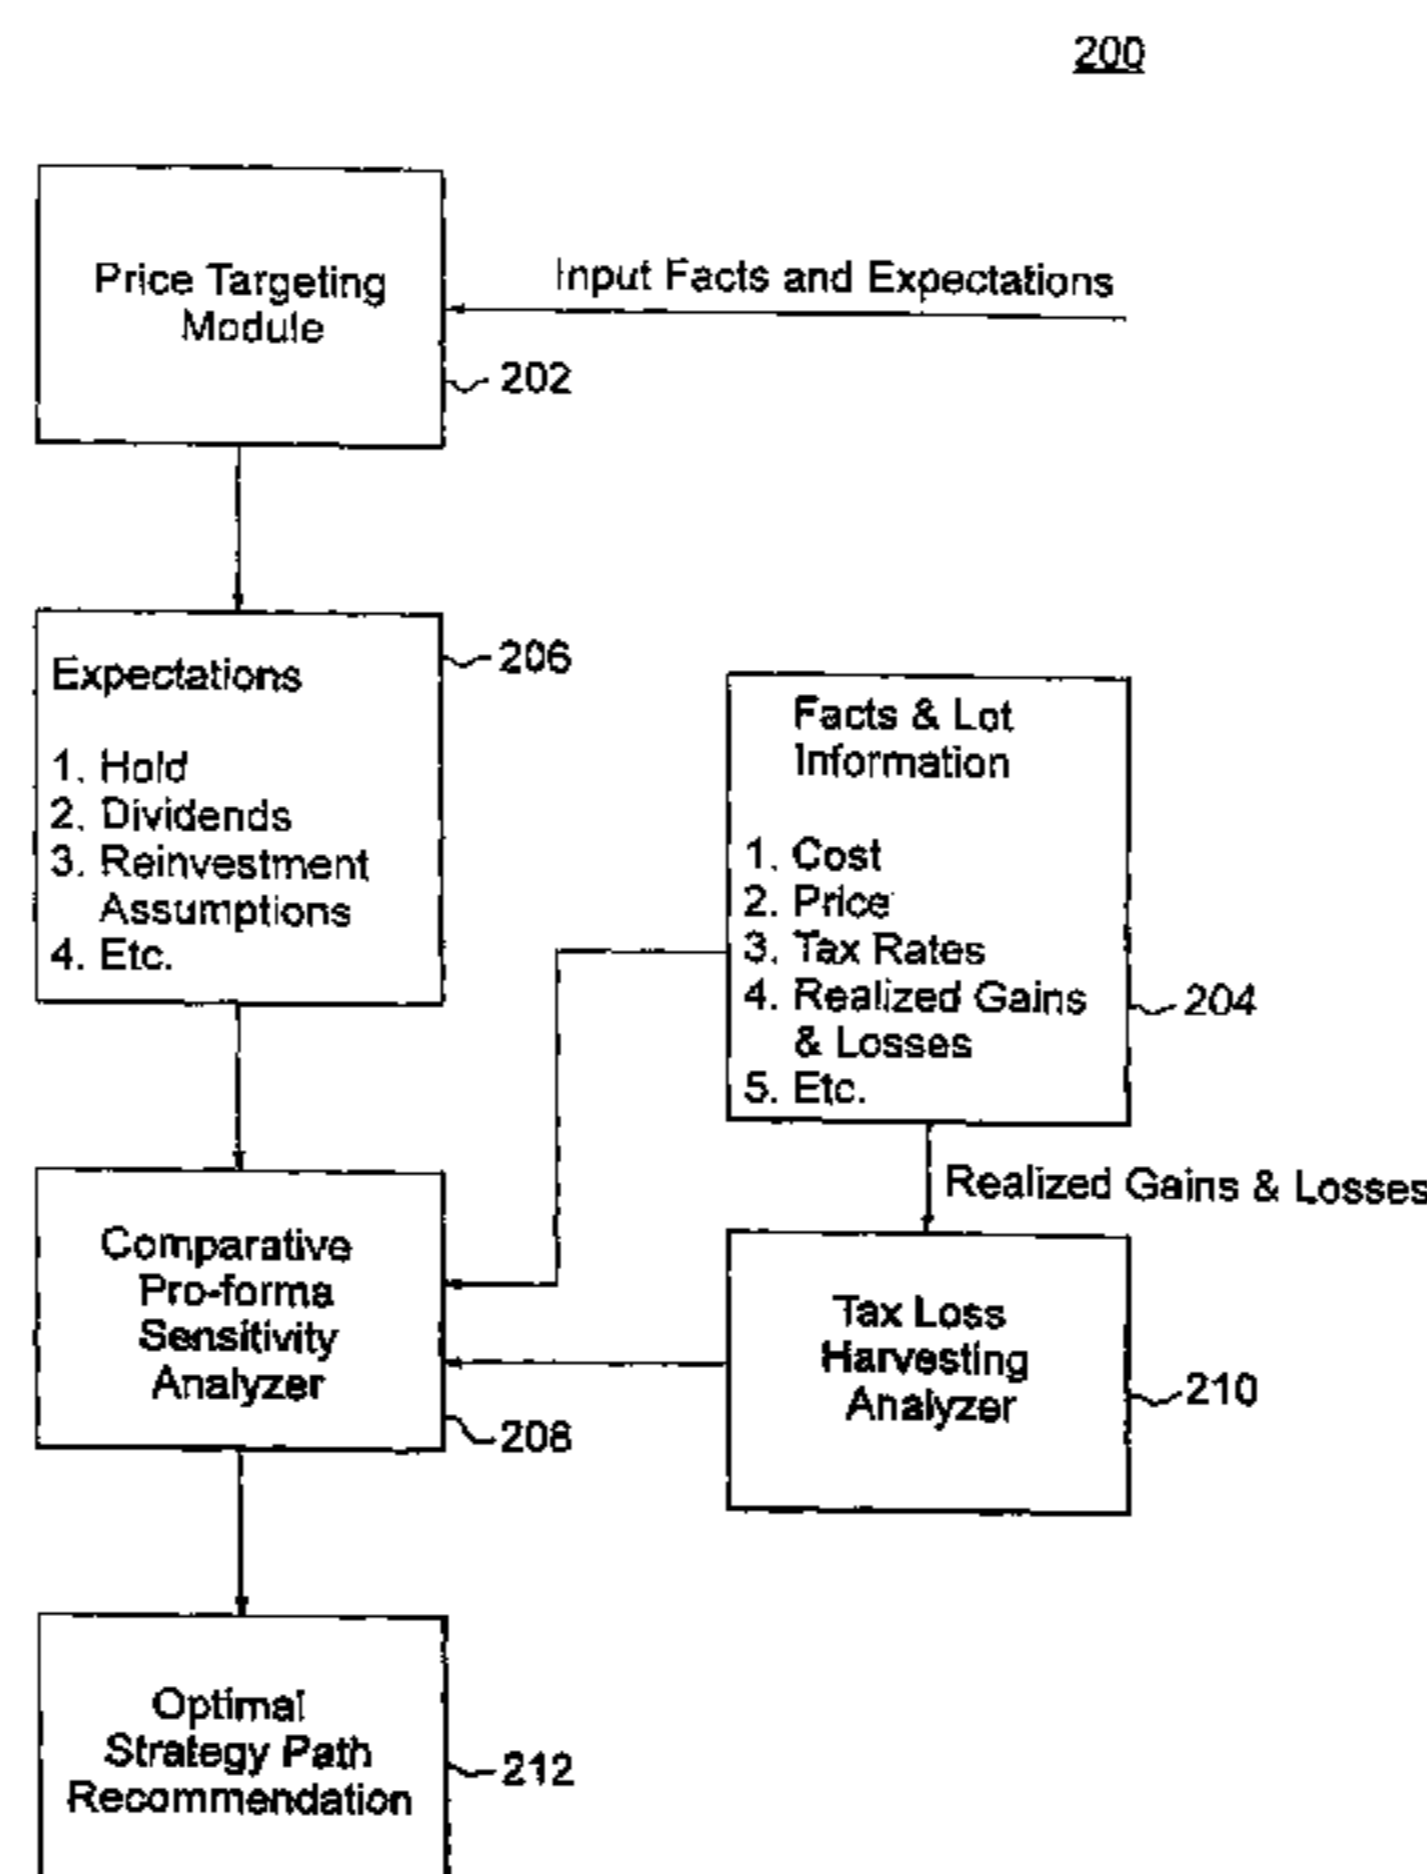 200
Price Targeting
Module
Input Facts and Expectations
202
Expectations
206
1. Hold
2. Dividends
3. Reinvestment
Assumptions
4. Etc.
Facts & Lot
Information
1. Cost
2. Price
3. Tax Rates
4. Realized Gains
& Losses
5. Etc.
204
Realized Gains & Losses
Comparative
Pro-forma
Sensitivity
Analyzer
208
Tax Loss
Harvesting
Analyzer
210
Optimal
Strategy Path
Recommendation
212